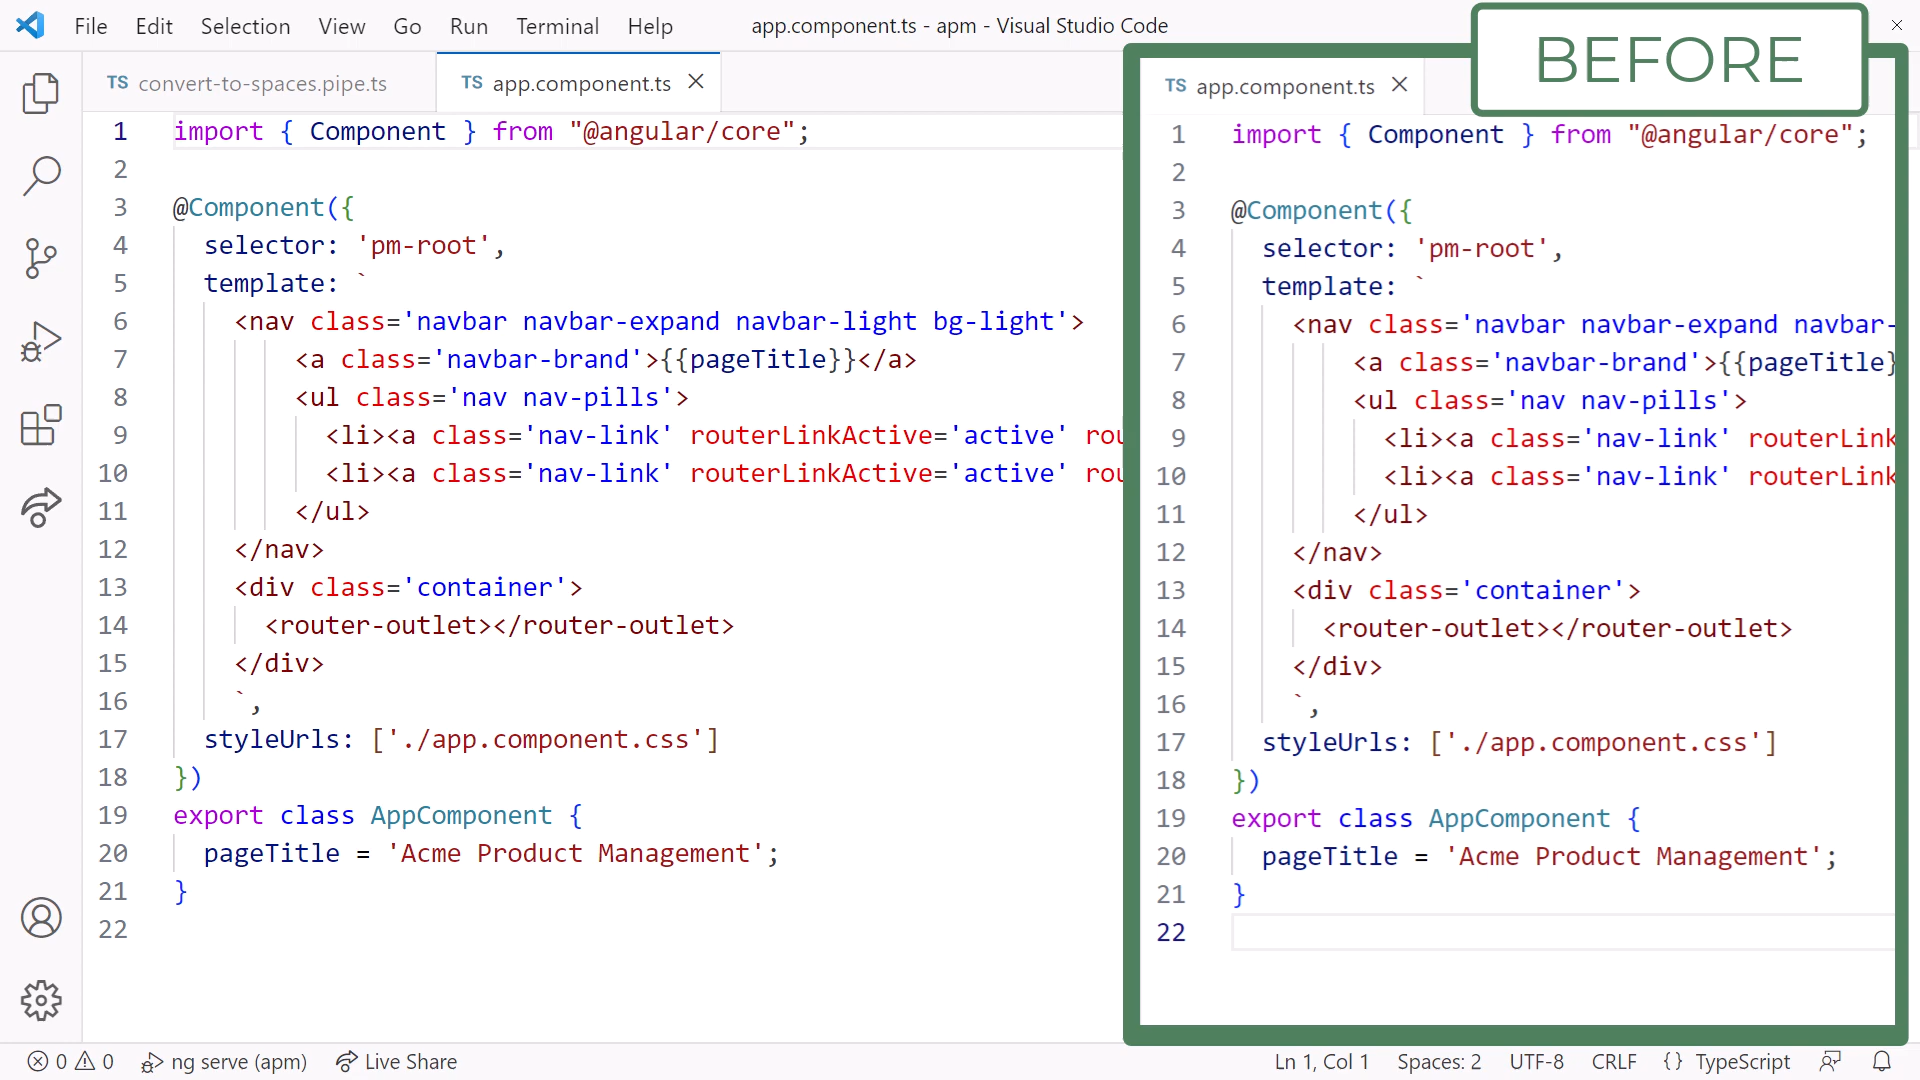 File Edit Selection View Go Run Terminal Help
app.component.ts - apm - Visual Studio Code
TS convert-to-spaces.pipe.ts
TS app.component.ts
1 import { Component } from "@angular/core";
2
3 @Component({
4 selector: 'pm-root',
5 template: `
6 <nav class='navbar navbar-expand navbar-light bg-light'>
7 <a class='navbar-brand'>{{pageTitle}}</a>
8 <ul class='nav nav-pills'>
9 <li><a class='nav-link' routerLinkActive='active' rou
10 <li><a class='nav-link' routerLinkActive='active' rou
11 </ul>
12 </nav>
13 <div class='container'>
14 <router-outlet></router-outlet>
15 </div>
16 `,
17 styleUrls: ['./app.component.css']
18 })
19 export class AppComponent {
20 pageTitle = 'Acme Product Management';
21 }
22
BEFORE
TS app.component.ts
1 import { Component } from "@angular/core";
2
3 @Component({
4 selector: 'pm-root',
5 template: `
6 <nav class='navbar navbar-expand navbar-
7 <a class='navbar-brand'>{{pageTitle}
8 <ul class='nav nav-pills'>
9 <li><a class='nav-link' routerLink
10 <li><a class='nav-link' routerLink
11 </ul>
12 </nav>
13 <div class='container'>
14 <router-outlet></router-outlet>
15 </div>
16 `,
17 styleUrls: ['./app.component.css']
18 })
19 export class AppComponent {
20 pageTitle = 'Acme Product Management';
21 }
22
0 0 ng serve (apm) Live Share
Ln 1, Col 1 Spaces: 2 UTF-8 CRLF {} TypeScript